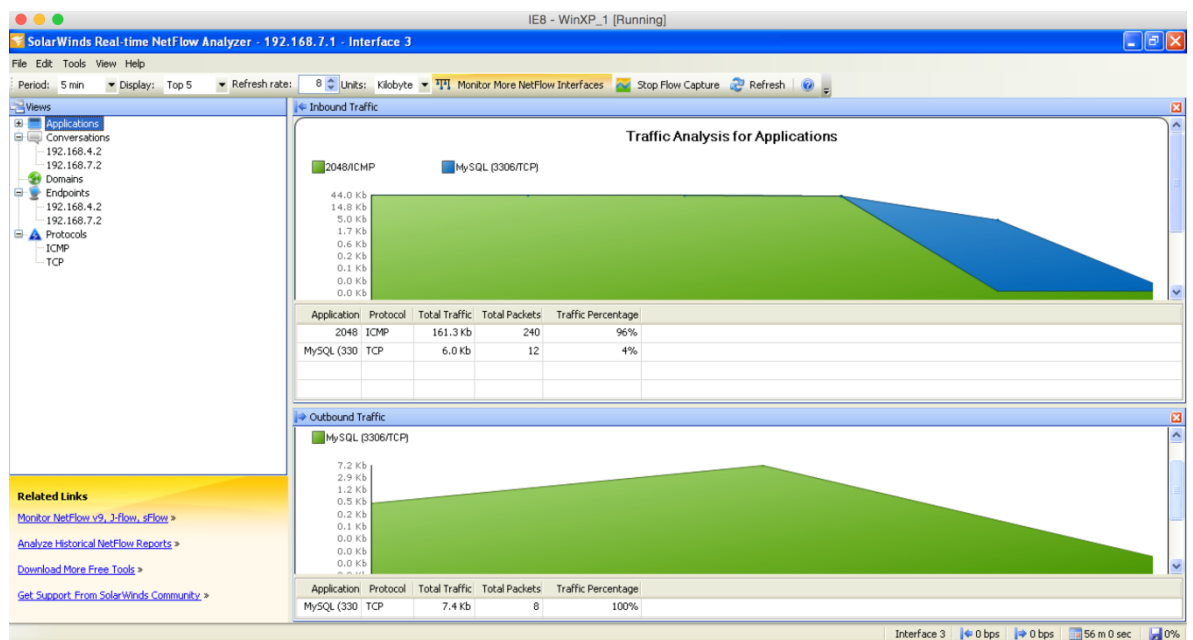 IE8 - WinXP_1 [Running]
SolarWinds Real-time NetFlow Analyzer - 192.168.7.1 - Interface 3
File Edit Tools View Help
Period: 5 min Display: Top 5 Refresh rate: 8 Units: Kilobyte Monitor More NetFlow Interfaces Stop Flow Capture Refresh
Views
Applications
Conversations
192.168.4.2
192.168.7.2
Domains
Endpoints
192.168.4.2
192.168.7.2
Protocols
ICMP
TCP
Related Links
Monitor NetFlow v9, J-flow, sFlow »
Analyze Historical NetFlow Reports »
Download More Free Tools »
Get Support From SolarWinds Community »
Inbound Traffic
Traffic Analysis for Applications
2048/ICMP MySQL (3306/TCP)
44.0 Kb
14.8 Kb
5.0 Kb
1.7 Kb
0.6 Kb
0.2 Kb
0.1 Kb
0.0 Kb
0.0 Kb
Application Protocol Total Traffic Total Packets Traffic Percentage
2048 ICMP 161.3 Kb 240 96%
MySQL (330 TCP 6.0 Kb 12 4%
Outbound Traffic
MySQL (3306/TCP)
7.2 Kb
2.9 Kb
1.2 Kb
0.5 Kb
0.2 Kb
0.1 Kb
0.0 Kb
0.0 Kb
0.0 Kb
Application Protocol Total Traffic Total Packets Traffic Percentage
MySQL (330 TCP 7.4 Kb 8 100%
Interface 3 0 bps 0 bps 56 m 0 sec 0%